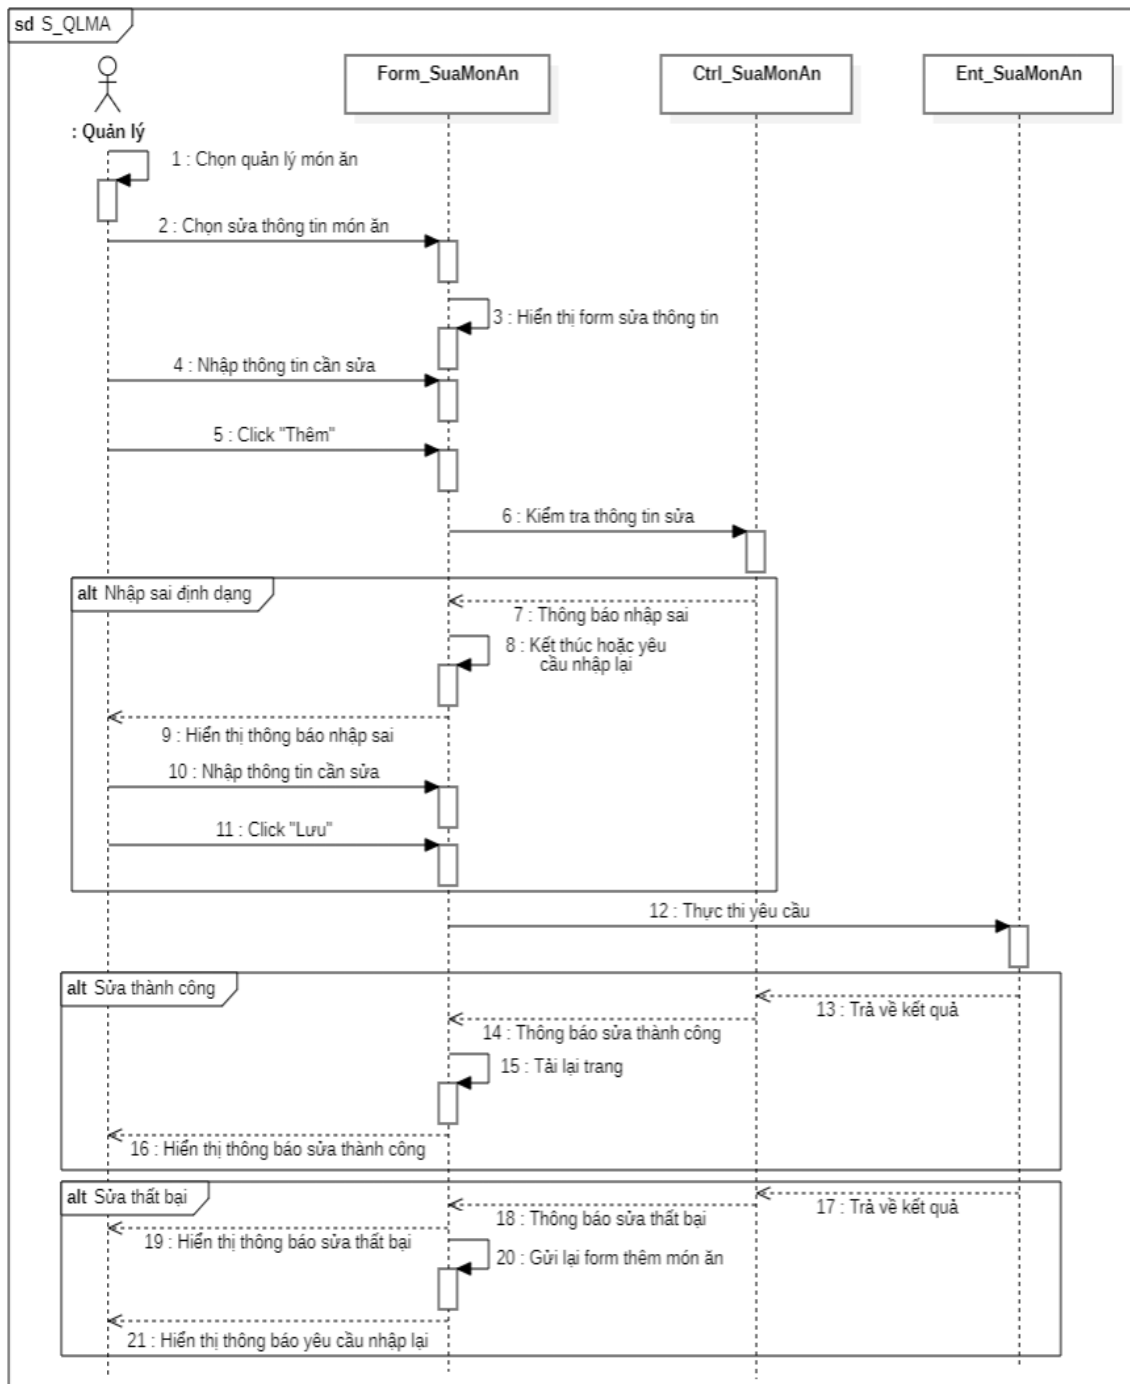 sd S_QLMA
Form_SuaMonAn
Ctrl_SuaMonAn
Ent_SuaMonAn
: Quản lý
1 : Chọn quản lý món ăn
2 : Chọn sửa thông tin món ăn
3 : Hiển thị form sửa thông tin
4 : Nhập thông tin cần sửa
5 : Click "Thêm"
6 : Kiểm tra thông tin sửa
alt Nhập sai định dạng
7 : Thông báo nhập sai
8 : Kết thúc hoặc yêu
cầu nhập lại
9 : Hiển thị thông báo nhập sai
10 : Nhập thông tin cần sửa
11 : Click "Lưu"
12 : Thực thi yêu cầu
alt Sửa thành công
13 : Trả về kết quả
14 : Thông báo sửa thành công
15 : Tải lại trang
16 : Hiển thị thông báo sửa thành công
alt Sửa thất bại
17 : Trả về kết quả
18 : Thông báo sửa thất bại
19 : Hiển thị thông báo sửa thất bại
20 : Gửi lại form thêm món ăn
21 : Hiển thị thông báo yêu cầu nhập lại